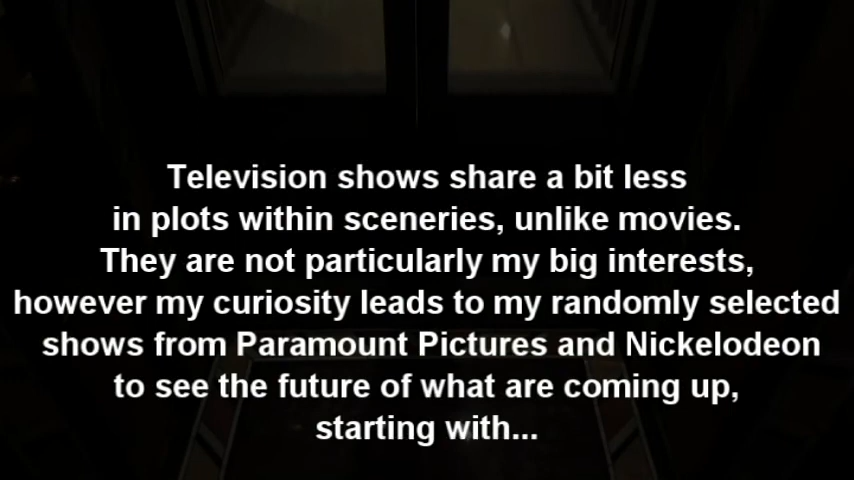 Television shows share a bit less
in plots within sceneries, unlike movies.
They are not particularly my big interests,
however my curiosity leads to my randomly selected
shows from Paramount Pictures and Nickelodeon
to see the future of what are coming up,
starting with...